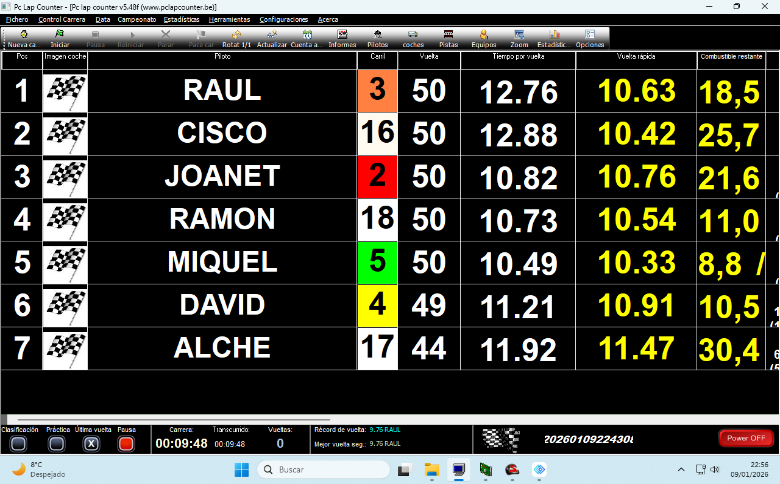 Pc Lap Counter - [Pc lap counter v5.48f (www.pclapcounter.be)]
Fichero Control Carrera Data Campeonato Estadísticas Herramientas Configuraciones Acerca
Nueva ca... Iniciar Pausa Reiniciar Parar Pace car Rotat 1/1 Actualizar Cuenta a... Informes Pilotos coches Pistas Equipos Zoom Estadístic... Opciones
Pos Imagen coche Piloto Carril Vuelta Tiempo por vuelta Vuelta rápida Combustible restante
1 RAUL 3 50 12.76 10.63 18,5
2 CISCO 16 50 12.88 10.42 25,7
3 JOANET 2 50 10.82 10.76 21,6
4 RAMON 18 50 10.73 10.54 11,0
5 MIQUEL 5 50 10.49 10.33 8,8 /
6 DAVID 4 49 11.21 10.91 10,5
7 ALCHE 17 44 11.92 11.47 30,4
Clasificación Práctica Última vuelta Pausa Carrera: Transcurrido: Vueltas: Récord de vuelta: 9.76 RAUL
X 00:09:48 00:09:48 0 Mejor vuelta seg.: 9.76 RAUL
20260109224308 Power OFF
8°C
Despejado
Buscar
22:56
09/01/2026